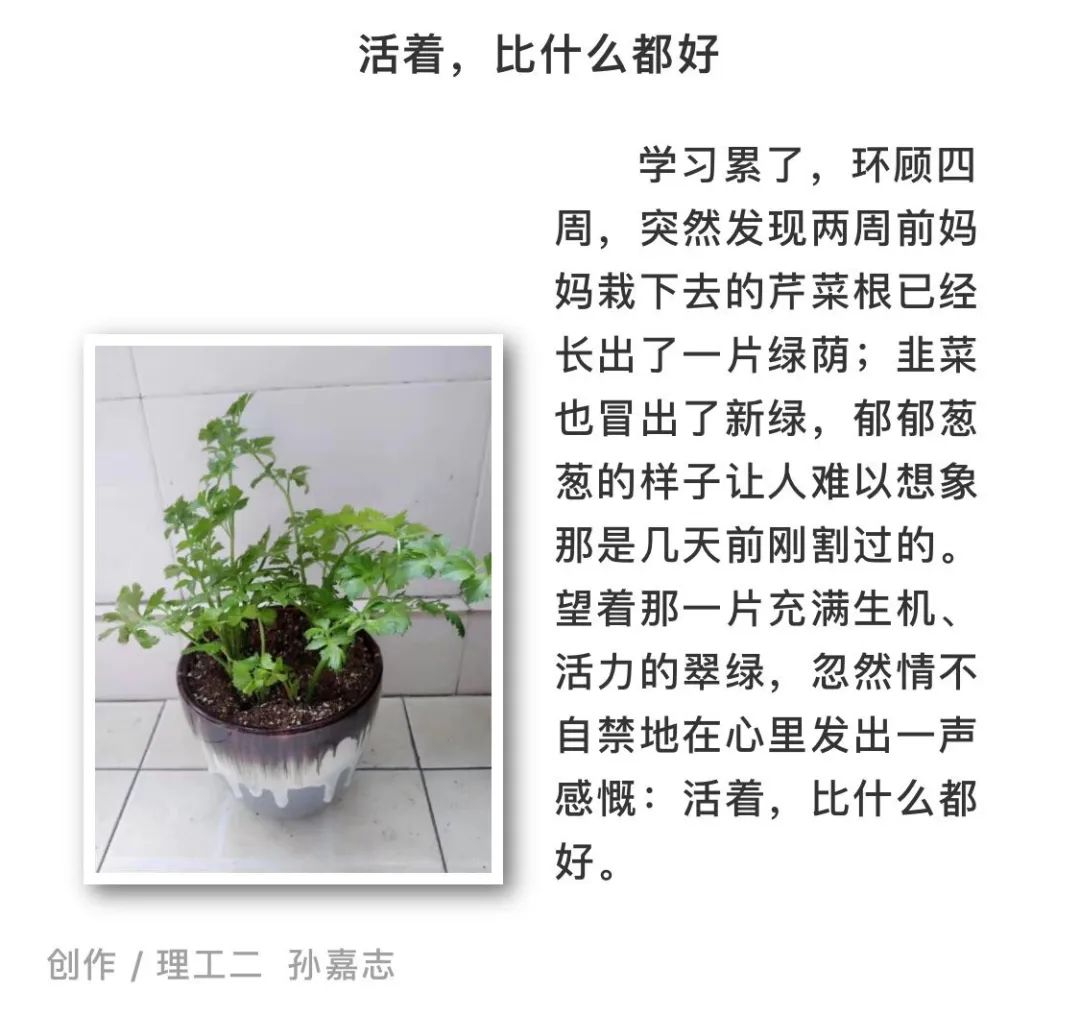 活着，比什么都好
学习累了，环顾四
周，突然发现两周前妈
妈栽下去的芹菜根已经
长出了一片绿荫；韭菜
也冒出了新绿，郁郁葱
葱的样子让人难以想象
那是几天前刚割过的。
望着那一片充满生机、
活力的翠绿，忽然情不
自禁地在心里发出一声
感慨：活着，比什么都
好。
创作 / 理工二 孙嘉志